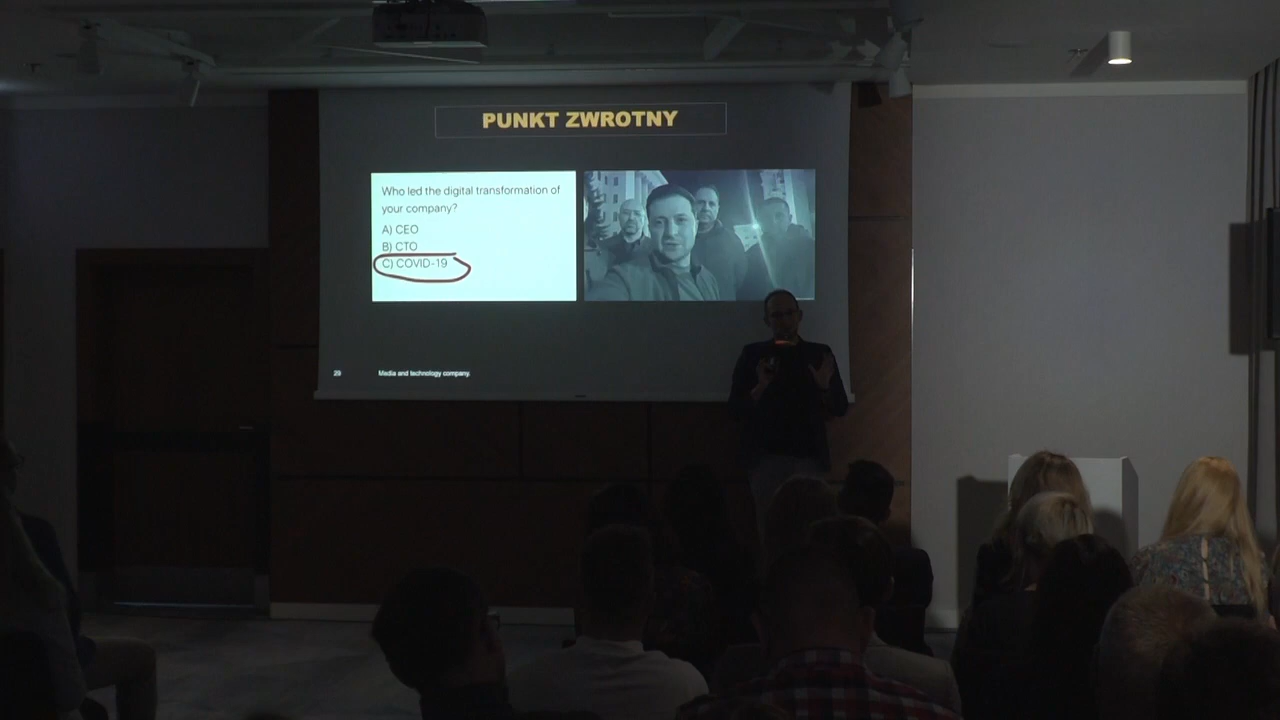 PUNKT ZWROTNY
Who led the digital transformation of
your company?
A) CEO
B) CTO
C) COVID-19
29
Media and technology company.